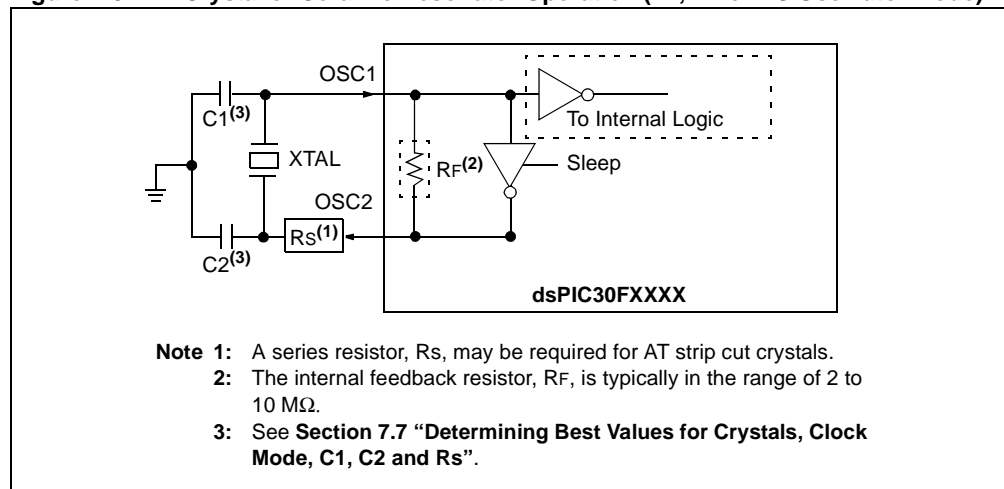 OSC1
C1(3)
To Internal Logic
XTAL
RF(2)
Sleep
OSC2
RS(1)
C2(3)
dsPIC30FXXXX
Note 1: A series resistor, Rs, may be required for AT strip cut crystals.
2: The internal feedback resistor, RF, is typically in the range of 2 to
10 MΩ.
3: See Section 7.7 “Determining Best Values for Crystals, Clock
Mode, C1, C2 and Rs”.